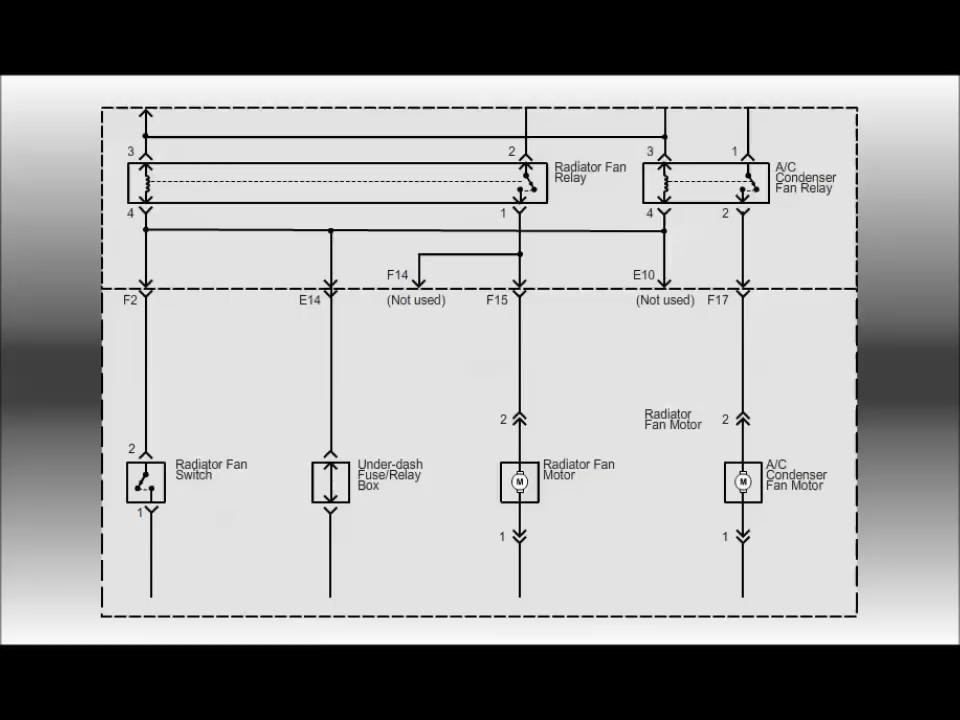 3
2
Radiator Fan
Relay
3
1
A/C
Condenser
Fan Relay
4
1
4
2
F14
E10
F2
E14
(Not used)
F15
(Not used)
F17
2
Radiator
Fan Motor
2
2
Radiator Fan
Switch
Under-dash
Fuse/Relay
Box
M
Radiator Fan
Motor
M
A/C
Condenser
Fan Motor
1
1
1